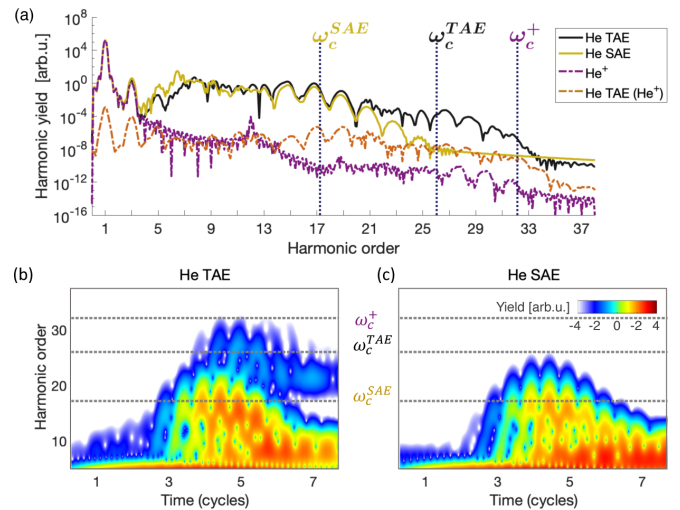 (a)
ω_c^{SAE} ω_c^{TAE} ω_c^+
Harmonic yield [arb.u.]
10^8
10^4
10^0
10^-4
10^-8
10^-12
10^-16
He TAE
He SAE
He^+
He TAE (He^+)
1 5 9 13 17 21 25 29 33 37
Harmonic order
(b) He TAE
Harmonic order
30
20
10
1 3 5 7
Time (cycles)
ω_c^+
ω_c^{TAE}
ω_c^{SAE}
(c) He SAE
Yield [arb.u.]
-4 -2 0 2 4
1 3 5 7
Time (cycles)